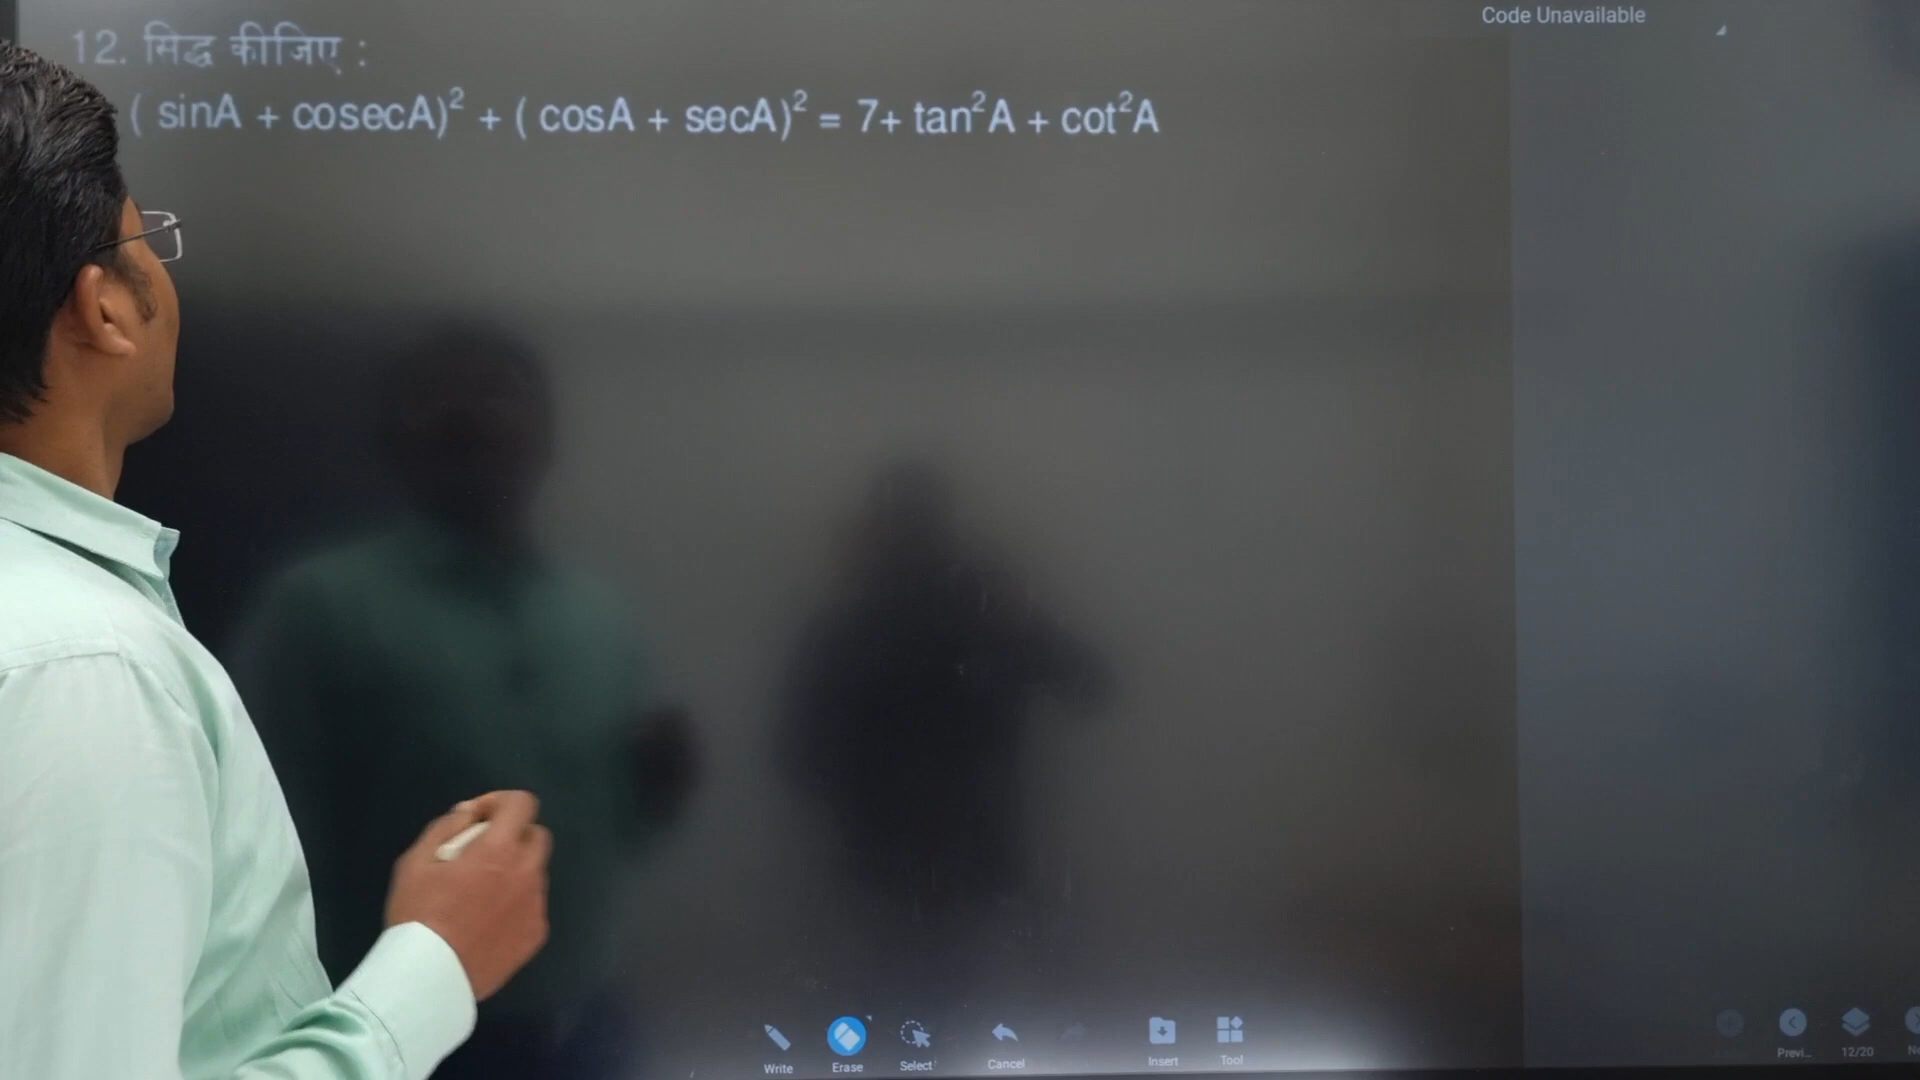 Code Unavailable
12. सिद्ध कीजिए :
( sinA + cosecA)² + ( cosA + secA)² = 7+ tan²A + cot²A
Write
Erase
Select
Cancel
Insert
Tool
Previ...
12/20